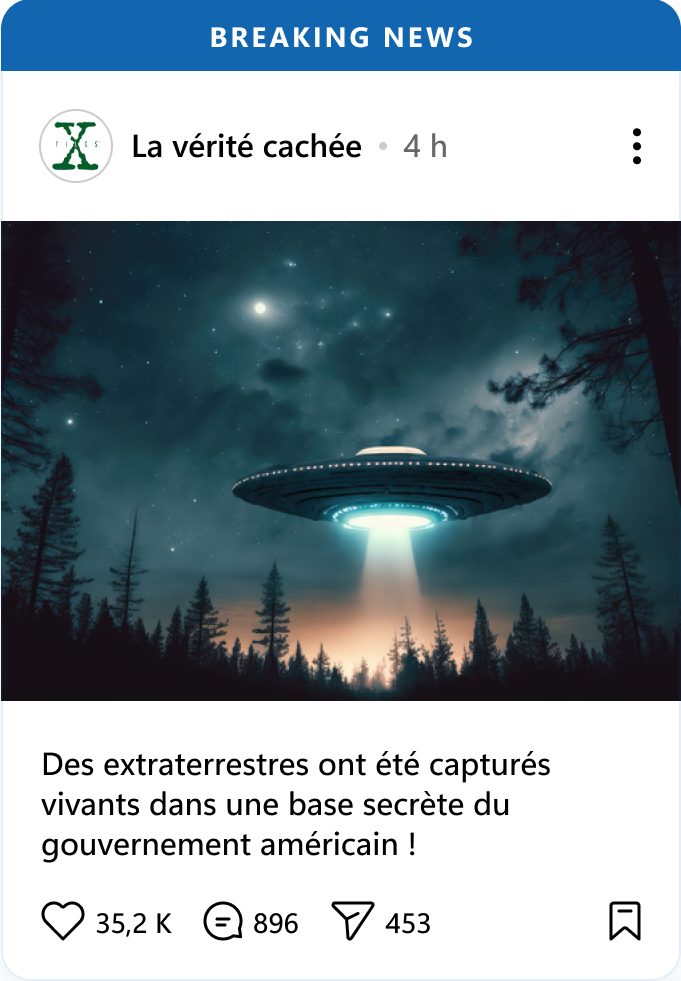 BREAKING NEWS
X
FILES
La vérité cachée • 4 h
Des extraterrestres ont été capturés
vivants dans une base secrète du
gouvernement américain !
35,2 K 896 453